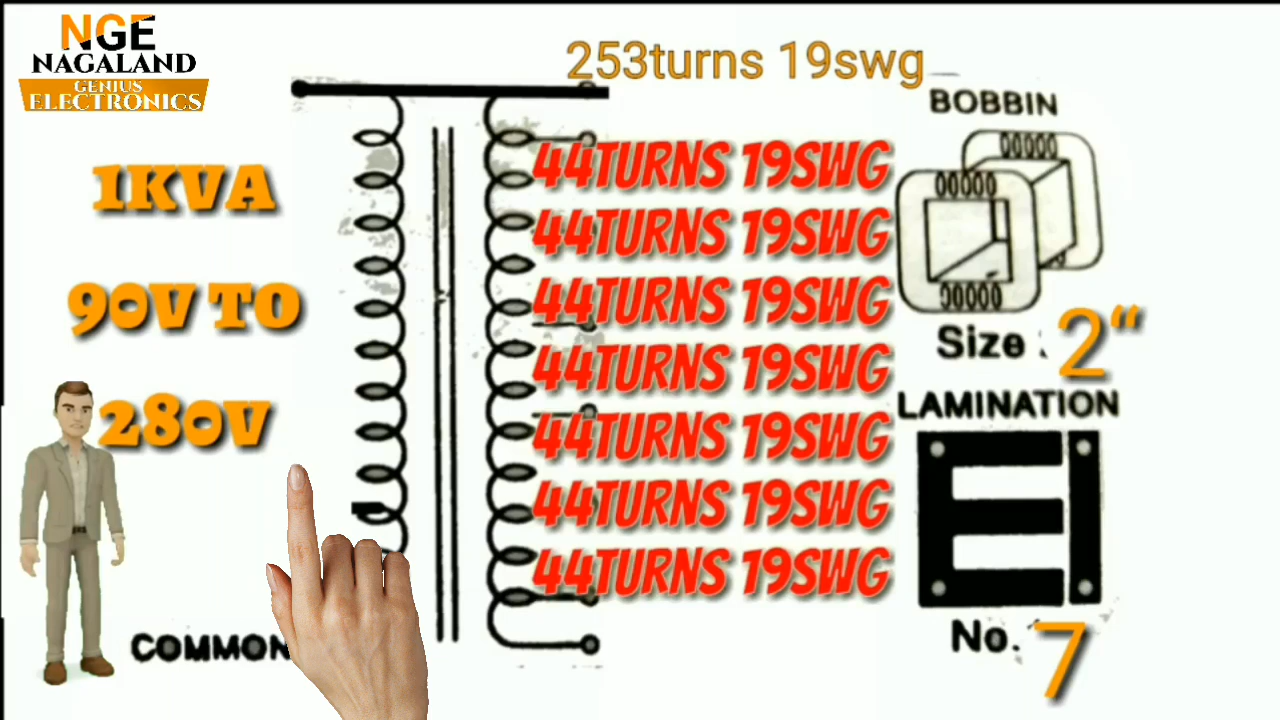 NGE
NAGALAND
GENIUS
ELECTRONICS
253turns 19swg
BOBBIN
1KVA
90V TO
280V
44TURNS 19SWG
44TURNS 19SWG
44TURNS 19SWG
44TURNS 19SWG
44TURNS 19SWG
44TURNS 19SWG
44TURNS 19SWG
Size : 2“
LAMINATION
No. 7
COMMON